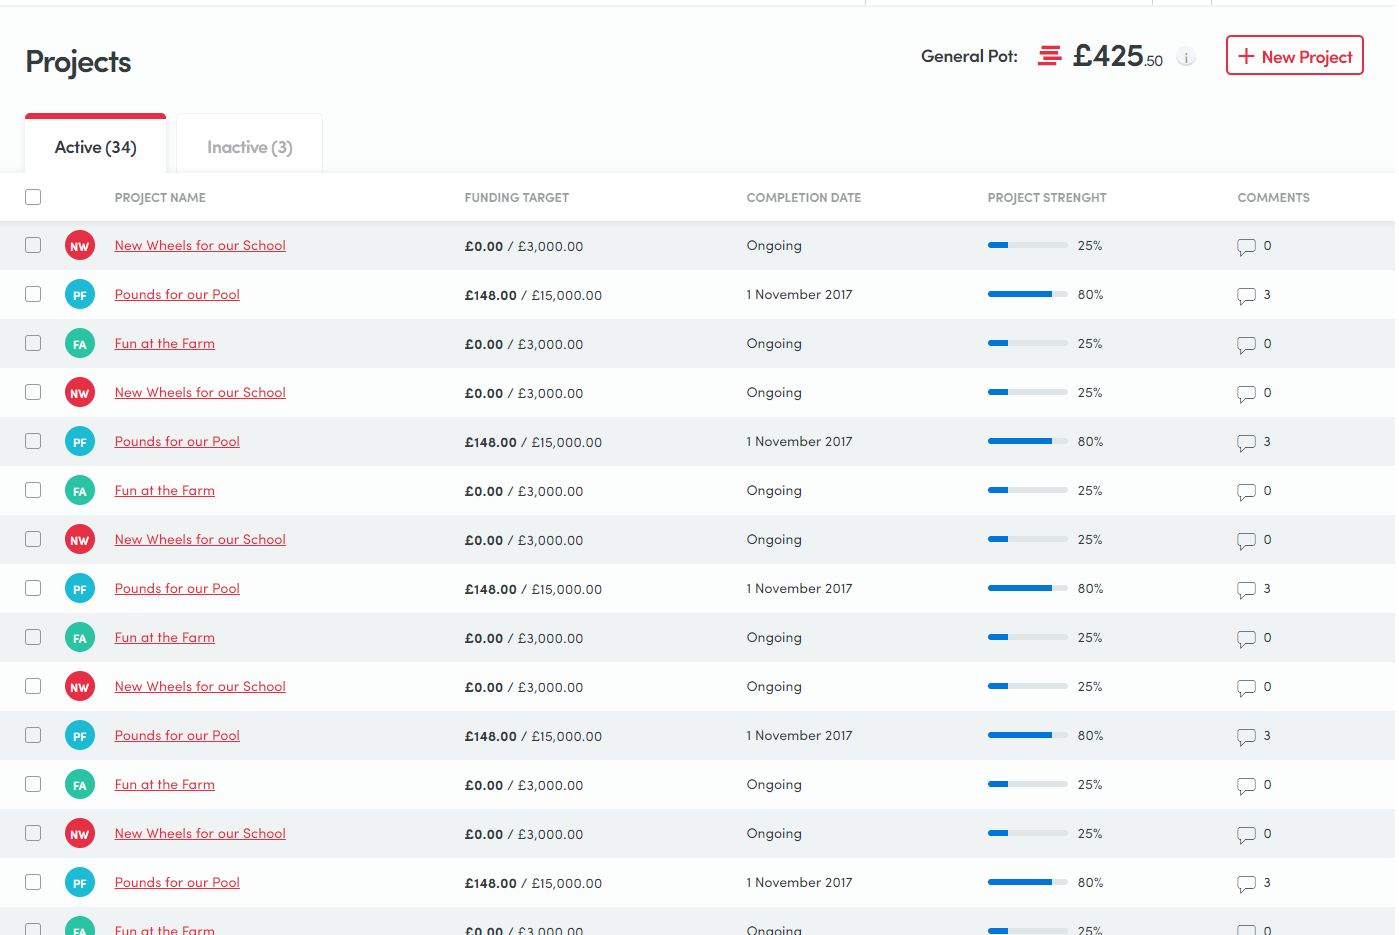 Projects
General Pot: £425.50 i + New Project
Active (34) Inactive (3)
PROJECT NAME FUNDING TARGET COMPLETION DATE PROJECT STRENGHT COMMENTS
NW New Wheels for our School £0.00 / £3,000.00 Ongoing 25% 0
PF Pounds for our Pool £148.00 / £15,000.00 1 November 2017 80% 3
FA Fun at the Farm £0.00 / £3,000.00 Ongoing 25% 0
NW New Wheels for our School £0.00 / £3,000.00 Ongoing 25% 0
PF Pounds for our Pool £148.00 / £15,000.00 1 November 2017 80% 3
FA Fun at the Farm £0.00 / £3,000.00 Ongoing 25% 0
NW New Wheels for our School £0.00 / £3,000.00 Ongoing 25% 0
PF Pounds for our Pool £148.00 / £15,000.00 1 November 2017 80% 3
FA Fun at the Farm £0.00 / £3,000.00 Ongoing 25% 0
NW New Wheels for our School £0.00 / £3,000.00 Ongoing 25% 0
PF Pounds for our Pool £148.00 / £15,000.00 1 November 2017 80% 3
FA Fun at the Farm £0.00 / £3,000.00 Ongoing 25% 0
NW New Wheels for our School £0.00 / £3,000.00 Ongoing 25% 0
PF Pounds for our Pool £148.00 / £15,000.00 1 November 2017 80% 3
FA Fun at the Farm £0.00 / £3,000.00 Ongoing 25% 0